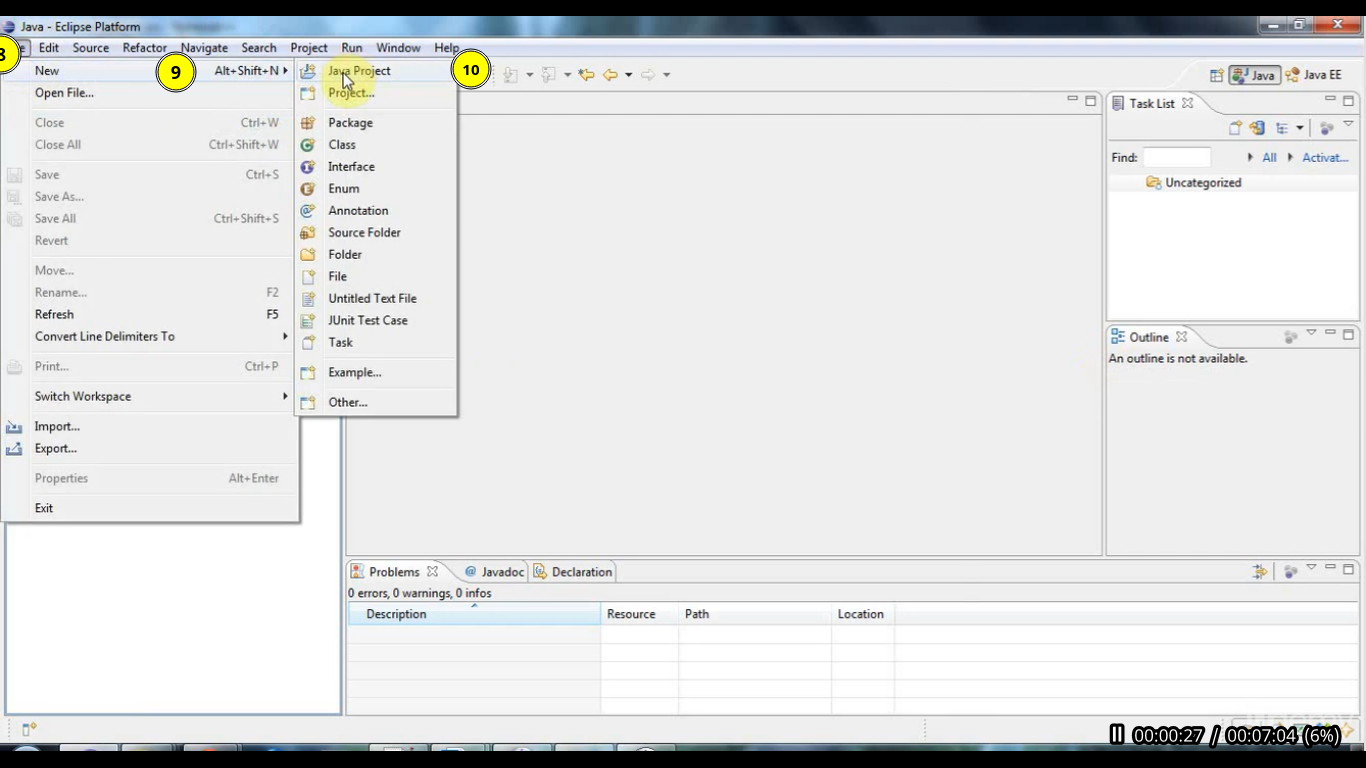 Java - Eclipse Platform
8
Edit Source Refactor Navigate Search Project Run Window Help
New Alt+Shift+N
9
Java Project
10
Java
Java EE
Open File...
Project...
Task List
Close Ctrl+W
Package
Close All Ctrl+Shift+W
Class
Find:
All
Activat...
Interface
Save Ctrl+S
Enum
Uncategorized
Save As...
Annotation
Save All Ctrl+Shift+S
Source Folder
Revert
Folder
Move...
File
Rename... F2
Untitled Text File
Refresh F5
JUnit Test Case
Convert Line Delimiters To
Task
Outline
An outline is not available.
Print... Ctrl+P
Example...
Switch Workspace
Other...
Import...
Export...
Properties Alt+Enter
Exit
Problems
Javadoc
Declaration
0 errors, 0 warnings, 0 infos
Description Resource Path Location
00:00:27 / 00:07:04 (6%)